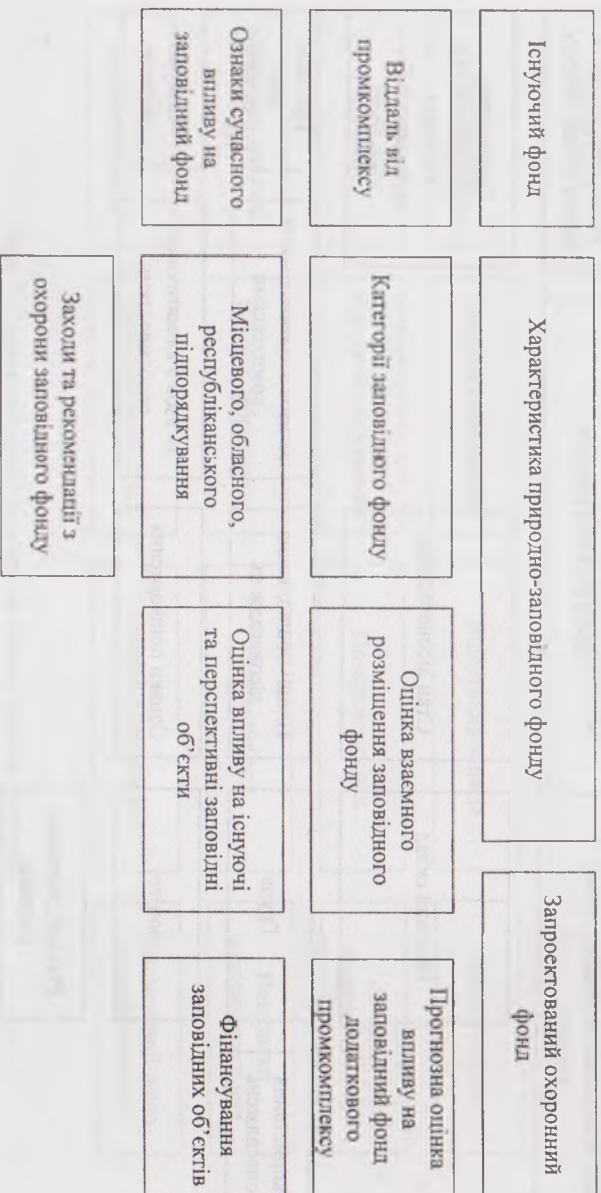 Існуючий фонд
Характеристика природно-заповідного фонду
Запроектований охоронний
фонд
Віддаль від
промкомплексу
Категорії заповідного фонду
Оцінка взаємного
розміщення заповідного
фонду
Прогнозна оцінка
впливу на
заповідний фонд
додаткового
промкомплексу
Ознаки сучасного
впливу на
заповідний фонд
Місцевого, обласного,
республіканського
підпорядкування
Оцінка впливу на існуючі
та перспективні заповідні
об’єкти
Фінансування
заповідних об’єктів
Заходи та рекомендації з
охорони заповідного фонду